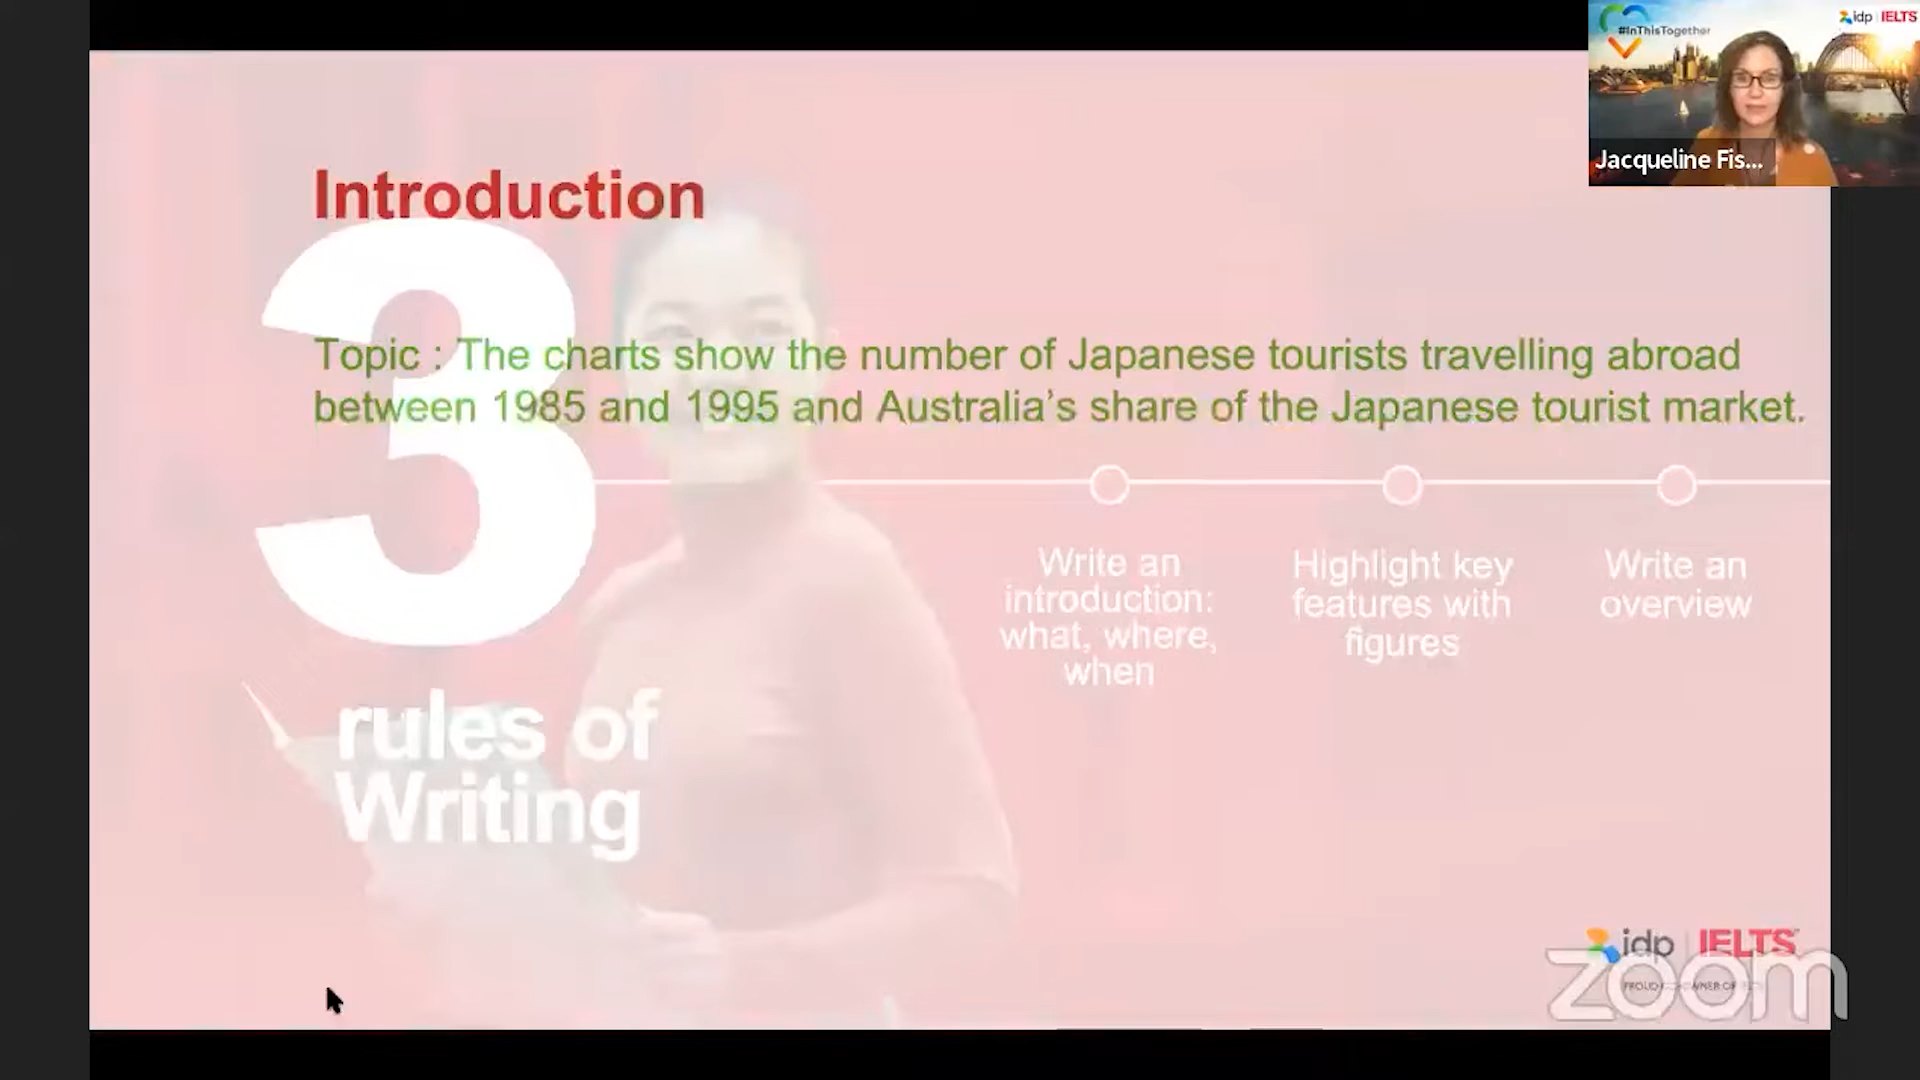 #InThisTogether
idp IELTS
Jacqueline Fis...
Introduction
3
Topic : The charts show the number of Japanese tourists travelling abroad
between 1985 and 1995 and Australia's share of the Japanese tourist market.
Write an
introduction:
what, where,
when
Highlight key
features with
figures
Write an
overview
rules of
Writing
idp IELTS
zoom